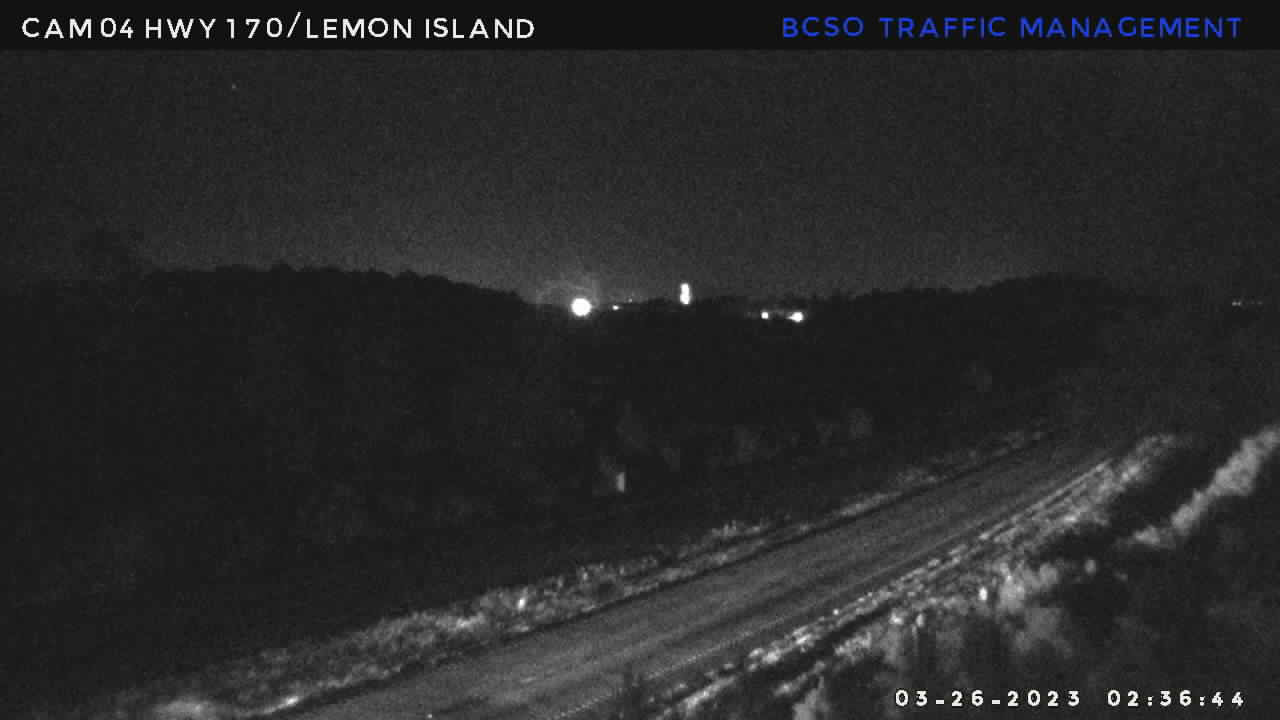 CAM04 HWY 170/LEMON ISLAND
BCSO TRAFFIC MANAGEMENT
03-26-2023 02:36:44